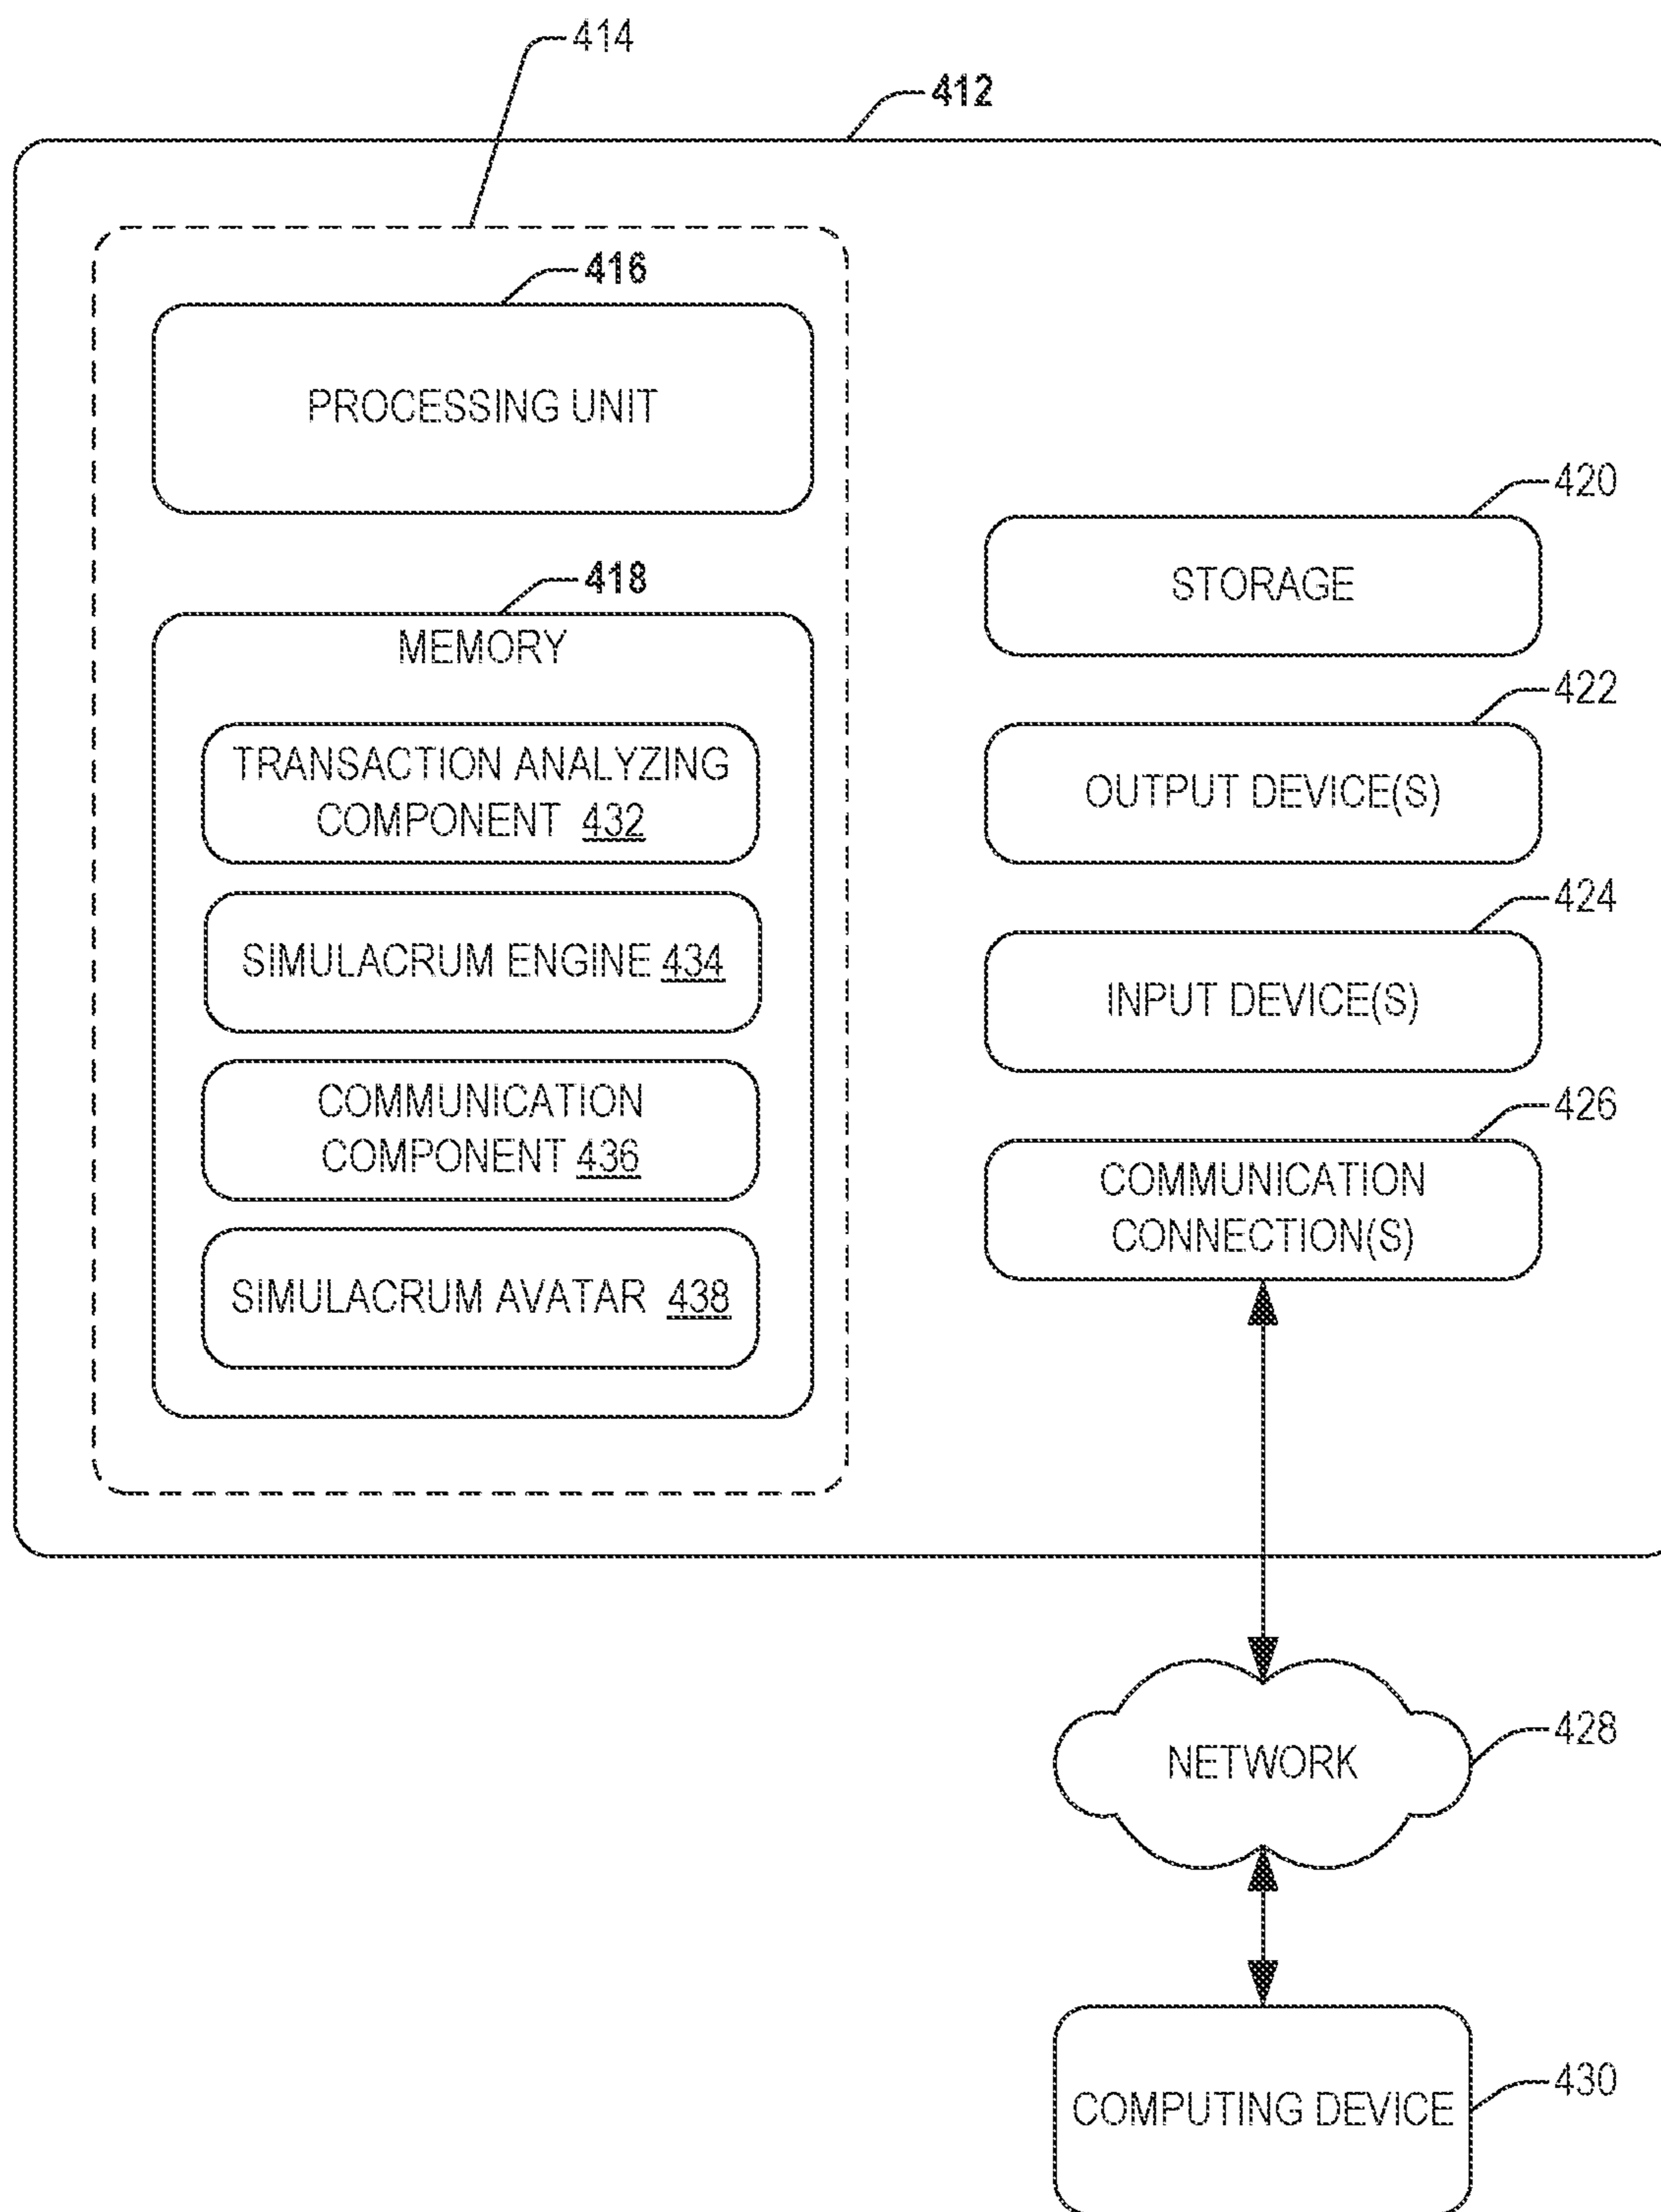 414
412
416
PROCESSING UNIT
418
MEMORY
TRANSACTION ANALYZING
COMPONENT 432
SIMULACRUM ENGINE 434
COMMUNICATION
COMPONENT 436
SIMULACRUM AVATAR 438
420
STORAGE
422
OUTPUT DEVICE(S)
424
INPUT DEVICE(S)
426
COMMUNICATION
CONNECTION(S)
428
NETWORK
430
COMPUTING DEVICE